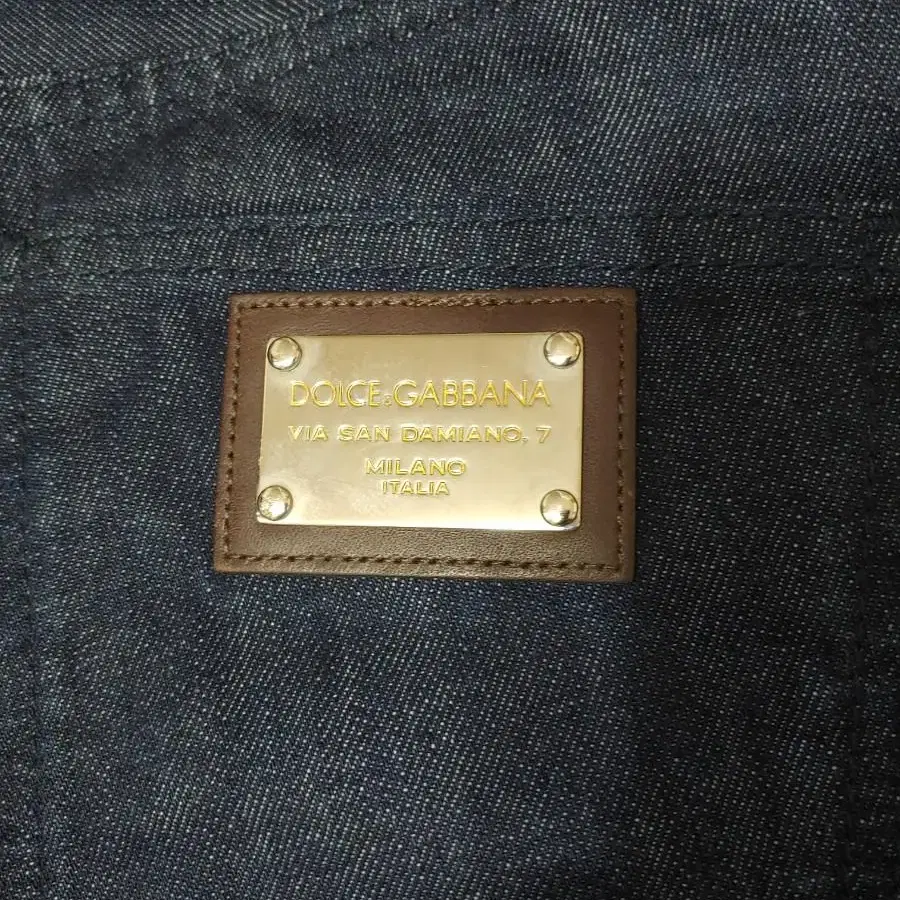 DOLCE&GABBANA
VIA SAN DAMIANO, 7
MILANO
ITALIA